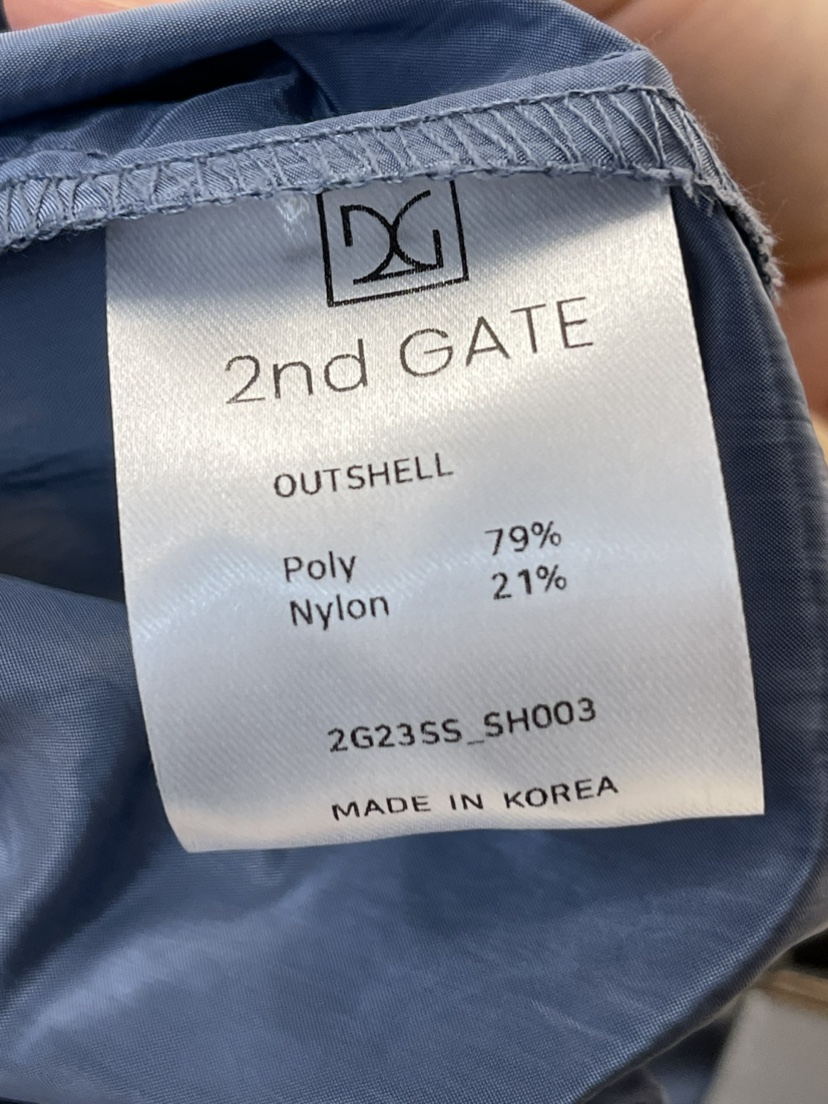 2nd GATE
OUTSHELL
Poly 79%
Nylon 21%
2G23SS_SH003
MADE IN KOREA